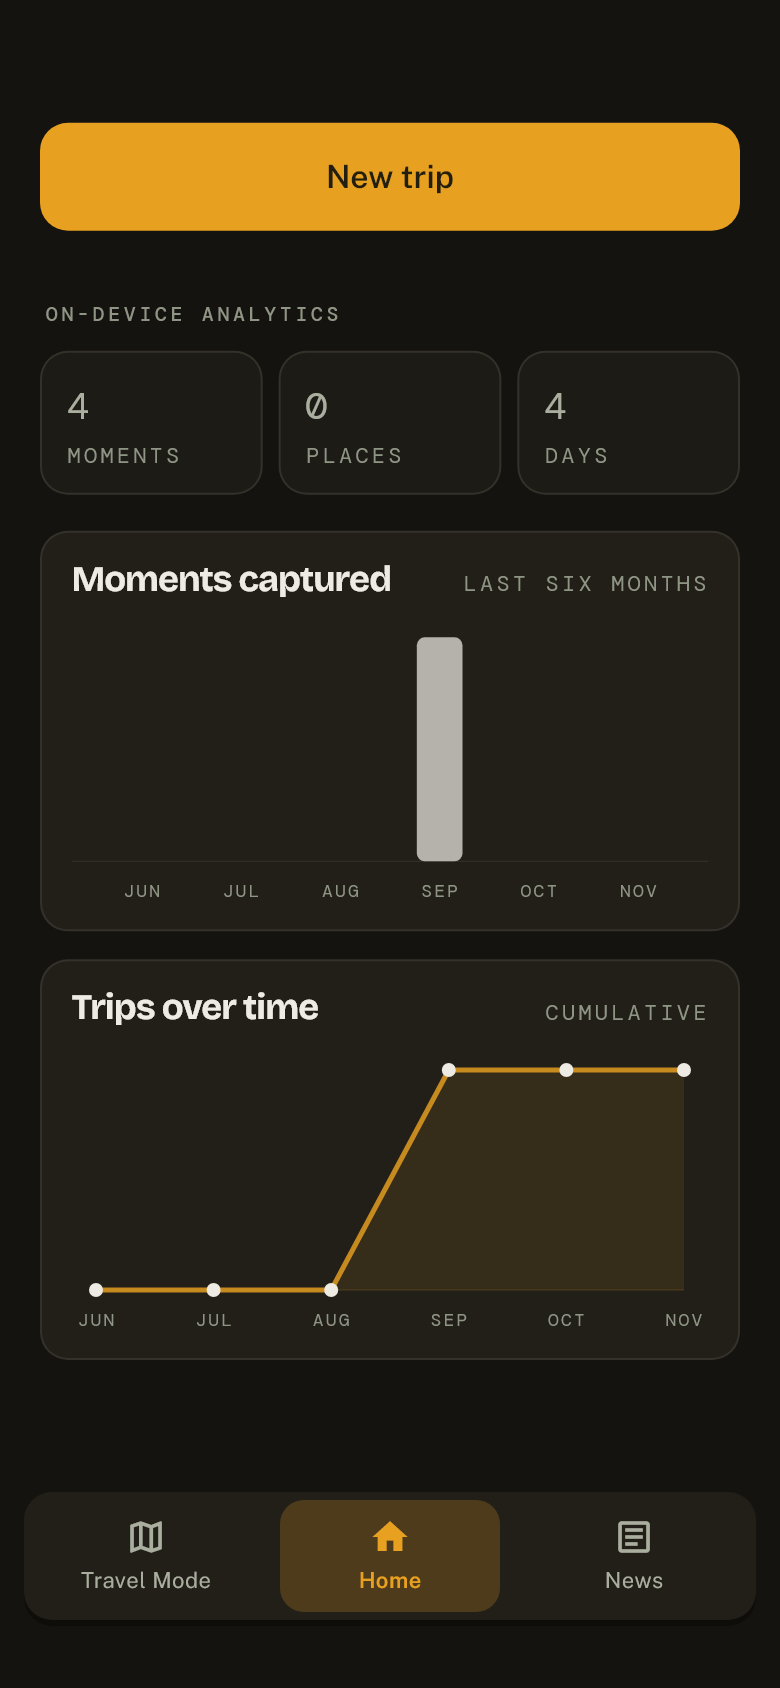 New trip
ON-DEVICE ANALYTICS
4
MOMENTS
0
PLACES
4
DAYS
Moments captured
LAST SIX MONTHS
JUN JUL AUG SEP OCT NOV
Trips over time
CUMULATIVE
JUN JUL AUG SEP OCT NOV
Travel Mode
Home
News